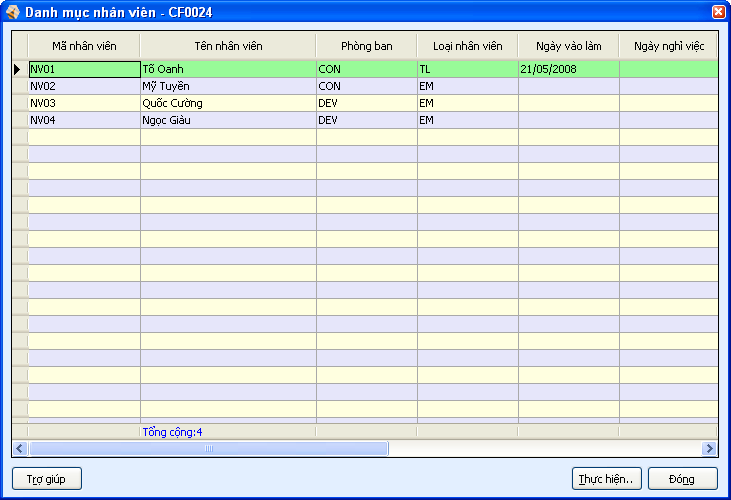 Danh mục nhân viên - CF0024
Mã nhân viên Tên nhân viên Phòng ban Loại nhân viên Ngày vào làm Ngày nghỉ việc
NV01 Tố Oanh CON TL 21/05/2008
NV02 Mỹ Tuyền CON EM
NV03 Quốc Cường DEV EM
NV04 Ngọc Giàu DEV EM
Tổng cộng:4
Trợ giúp Thực hiện.. Đóng